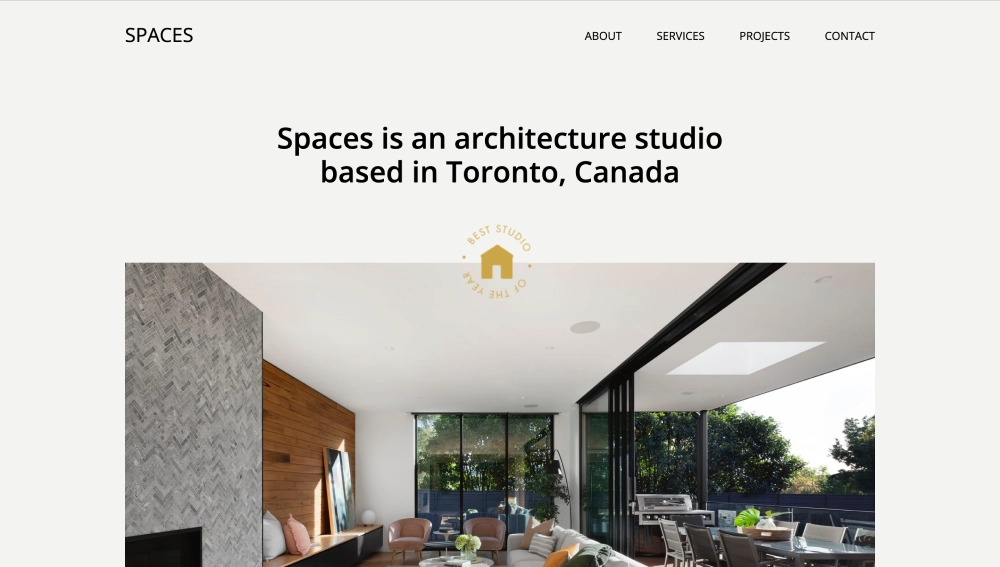 SPACES
ABOUT SERVICES PROJECTS CONTACT
Spaces is an architecture studio
based in Toronto, Canada
BEST STUDIO
OF THE YEAR